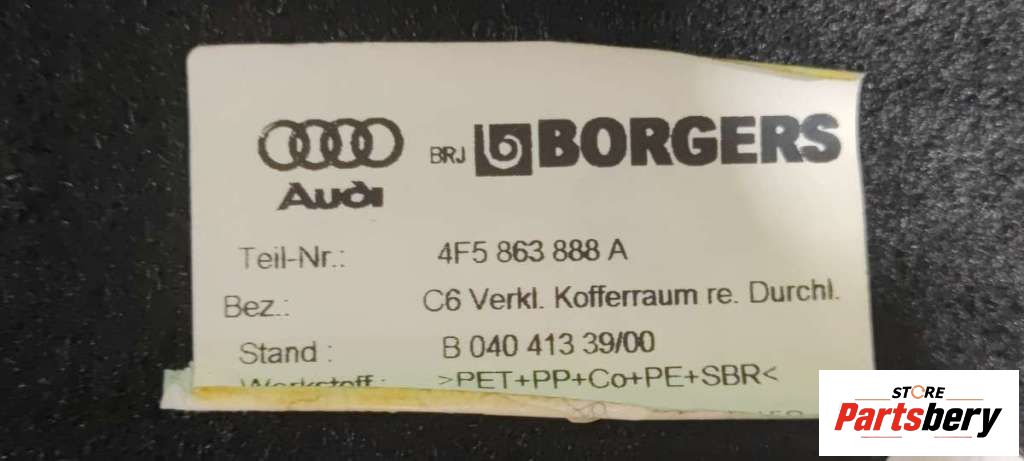 Audi
BRJ BORGERS
Teil-Nr.: 4F5 863 888 A
Bez.: C6 Verkl. Kofferraum re. Durchl.
Stand : B 040 413 39/00
Werkstoff : >PET+PP+Co+PE+SBR<
STORE
Partsbery